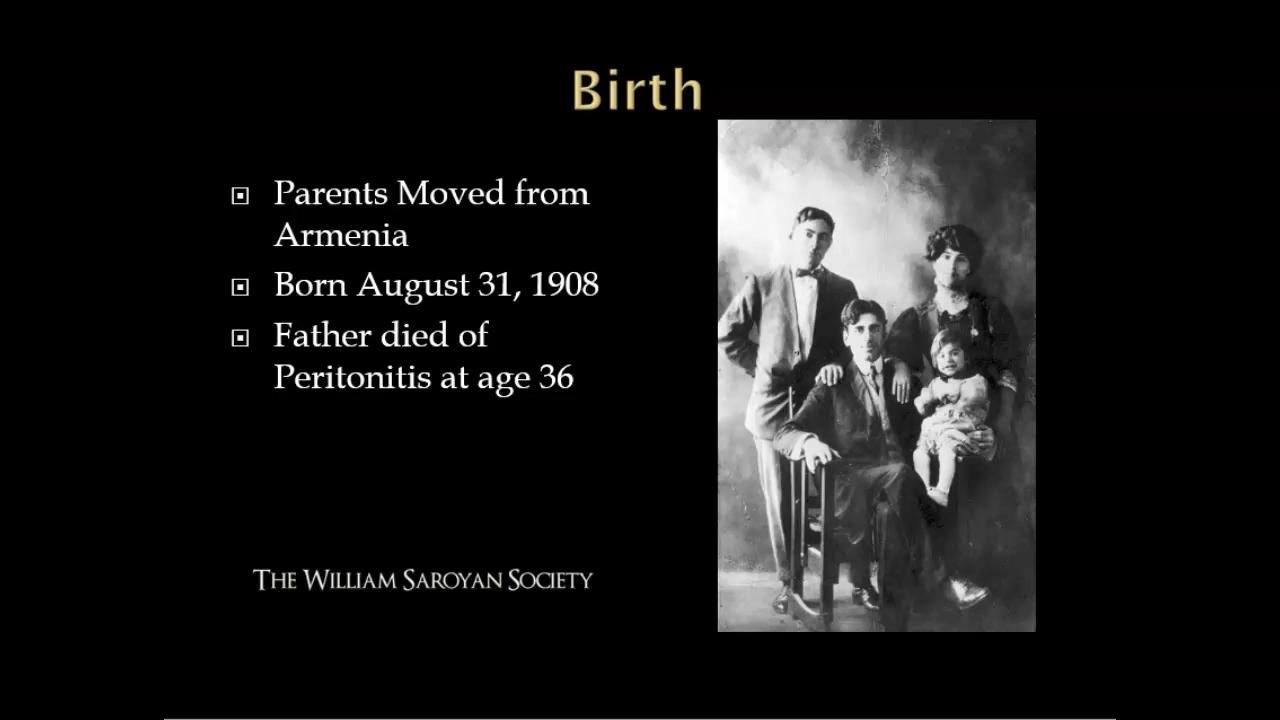 Birth
Parents Moved from
Armenia
Born August 31, 1908
Father died of
Peritonitis at age 36
THE WILLIAM SAROYAN SOCIETY